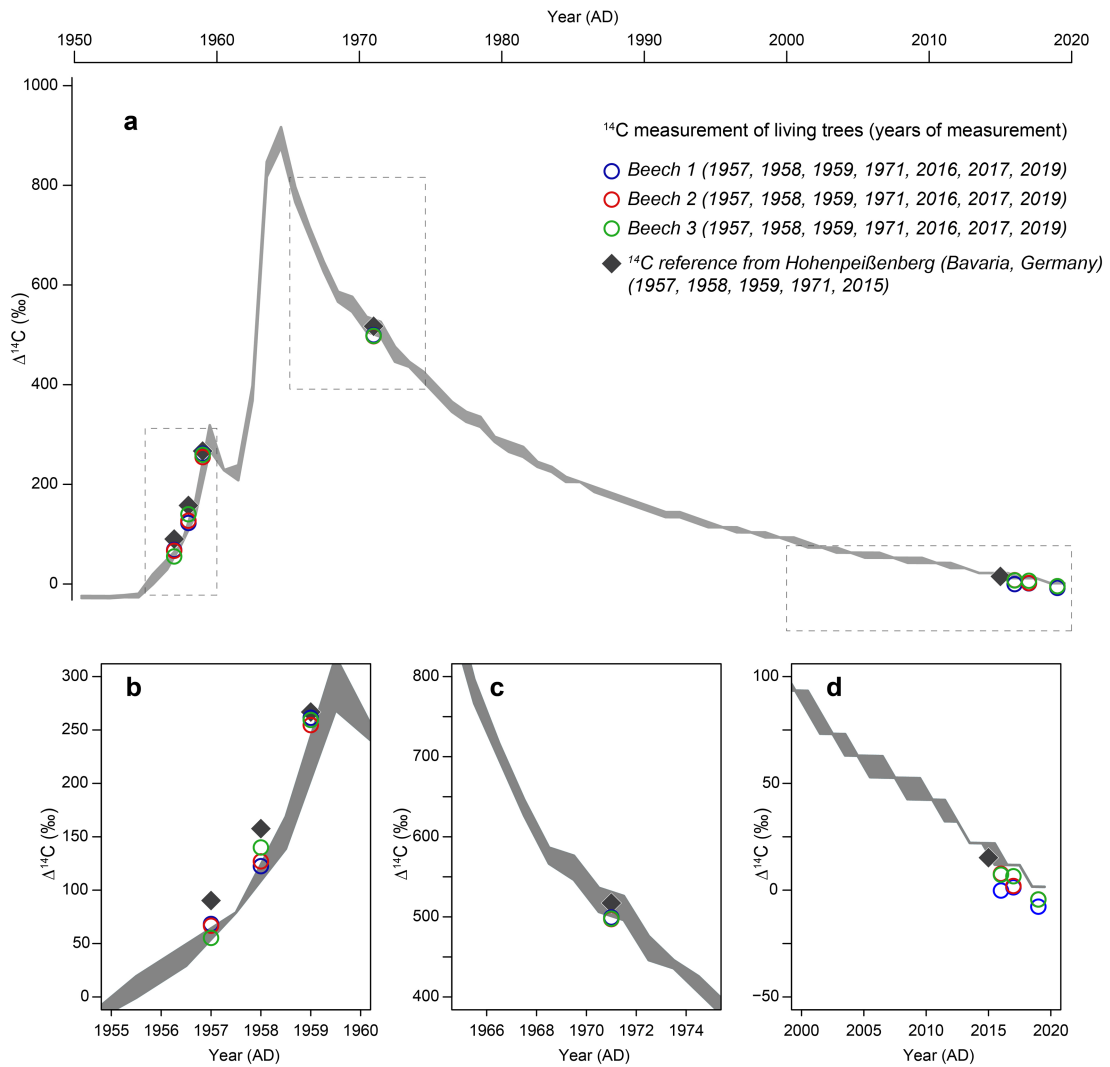 Year (AD)
1950 1960 1970 1980 1990 2000 2010 2020
1000
800
600
400
200
0
Δ¹⁴C (‰)
a
¹⁴C measurement of living trees (years of measurement)
Beech 1 (1957, 1958, 1959, 1971, 2016, 2017, 2019)
Beech 2 (1957, 1958, 1959, 1971, 2016, 2017, 2019)
Beech 3 (1957, 1958, 1959, 1971, 2016, 2017, 2019)
¹⁴C reference from Hohenpeißenberg (Bavaria, Germany)
(1957, 1958, 1959, 1971, 2015)
b
300
250
200
150
100
50
0
Δ¹⁴C (‰)
1955 1956 1957 1958 1959 1960
Year (AD)
c
800
700
600
500
400
Δ¹⁴C (‰)
1966 1968 1970 1972 1974
Year (AD)
d
100
50
0
−50
Δ¹⁴C (‰)
2000 2005 2010 2015 2020
Year (AD)